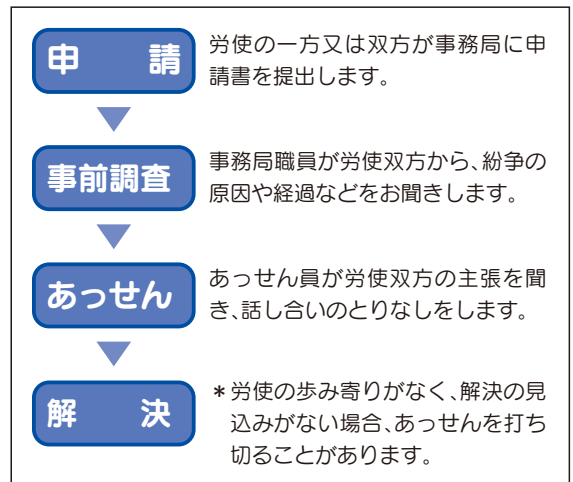 申　請
労使の一方又は双方が事務局に申
請書を提出します。
事前調査
事務局職員が労使双方から、紛争の
原因や経過などをお聞きします。
あっせん
あっせん員が労使双方の主張を聞
き、話し合いのとりなしをします。
解　決
＊労使の歩み寄りがなく、解決の見
込みがない場合、あっせんを打ち
切ることがあります。